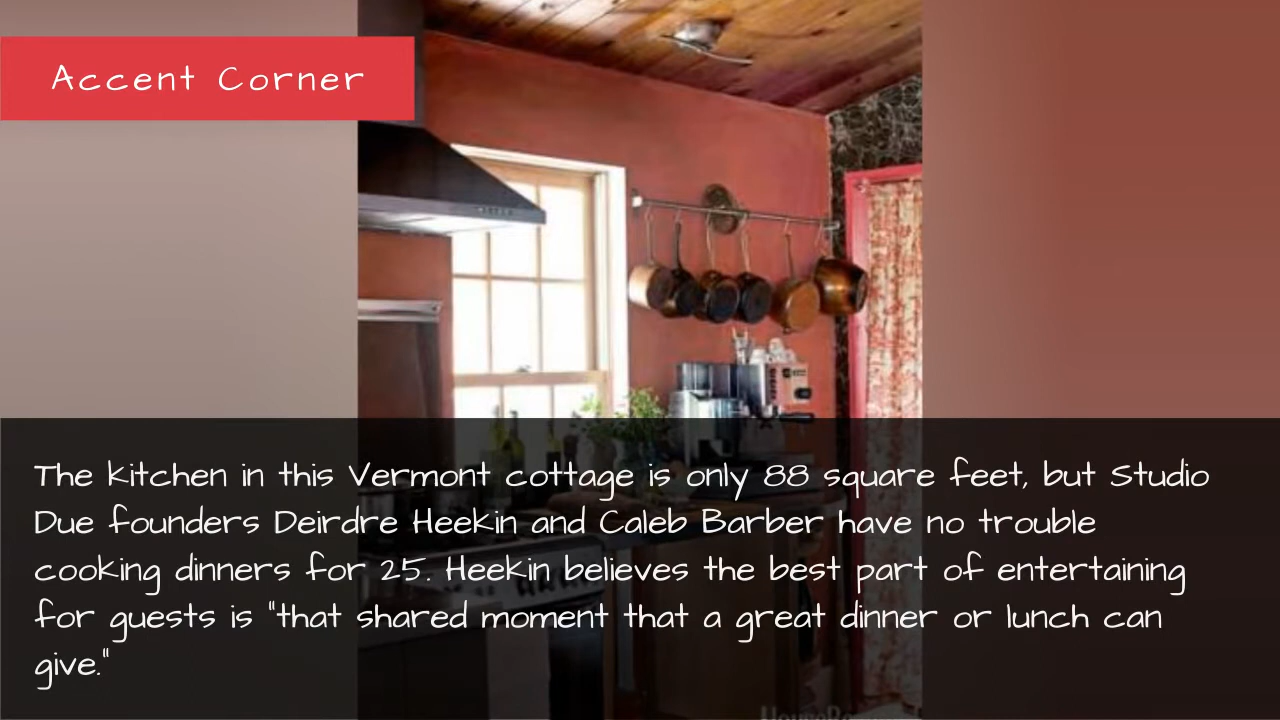 Accent Corner
The kitchen in this Vermont cottage is only 88 square feet, but Studio
Due founders Deirdre Heekin and Caleb Barber have no trouble
cooking dinners for 25. Heekin believes the best part of entertaining
for guests is "that shared moment that a great dinner or lunch can
give."